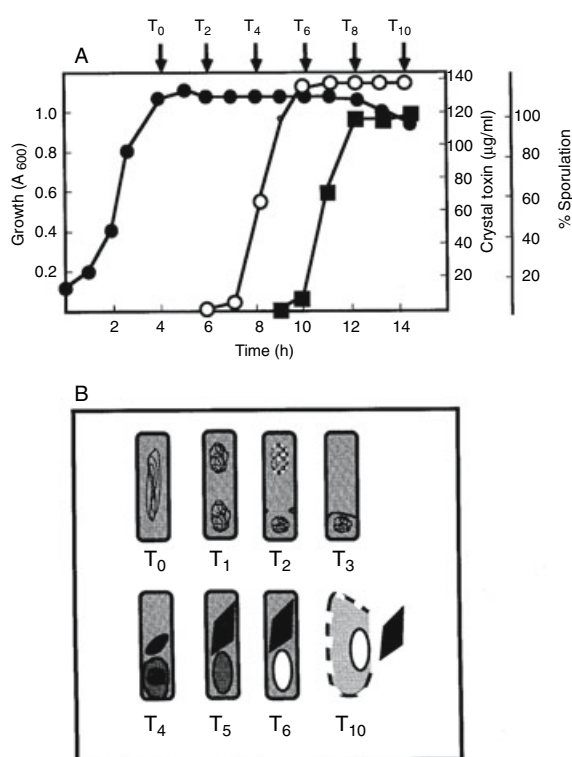 T0 T2 T4 T6 T8 T10
A
Growth (A 600)
1.0
0.8
0.6
0.4
0.2
2 4 6 8 10 12 14
Time (h)
140
120
100
80
60
40
20
Crystal toxin (µg/ml)
100
80
60
40
20
% Sporulation
B
T0 T1 T2 T3
T4 T5 T6 T10